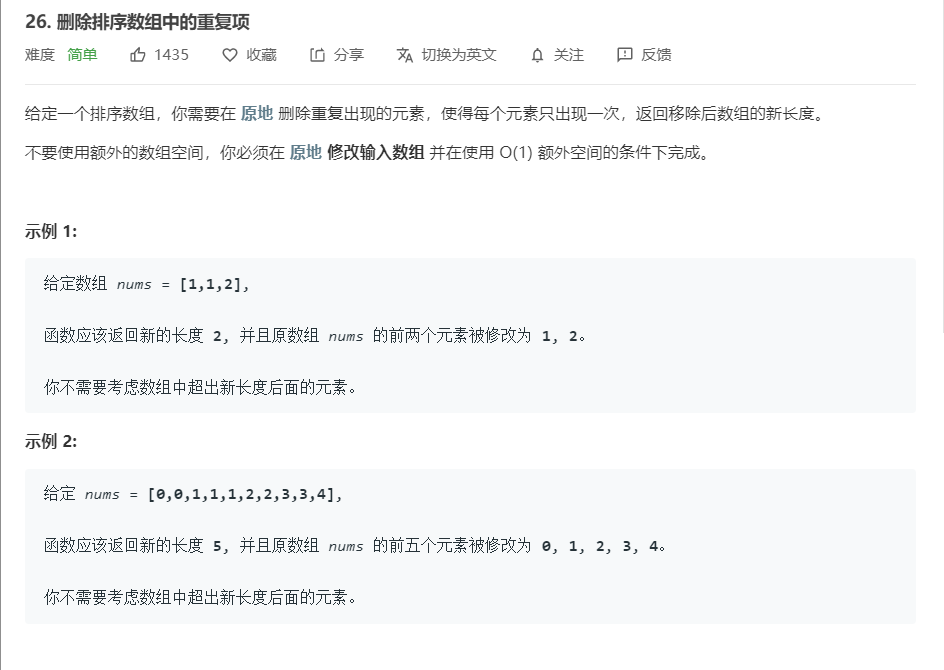 26. 删除排序数组中的重复项
难度 简单 1435 收藏 分享 切换为英文 关注 反馈
给定一个排序数组，你需要在 原地 删除重复出现的元素，使得每个元素只出现一次，返回移除后数组的新长度。
不要使用额外的数组空间，你必须在 原地 修改输入数组 并在使用 O(1) 额外空间的条件下完成。
示例 1:
给定数组 nums = [1,1,2],
函数应该返回新的长度 2, 并且原数组 nums 的前两个元素被修改为 1, 2。
你不需要考虑数组中超出新长度后面的元素。
示例 2:
给定 nums = [0,0,1,1,1,2,2,3,3,4],
函数应该返回新的长度 5, 并且原数组 nums 的前五个元素被修改为 0, 1, 2, 3, 4。
你不需要考虑数组中超出新长度后面的元素。